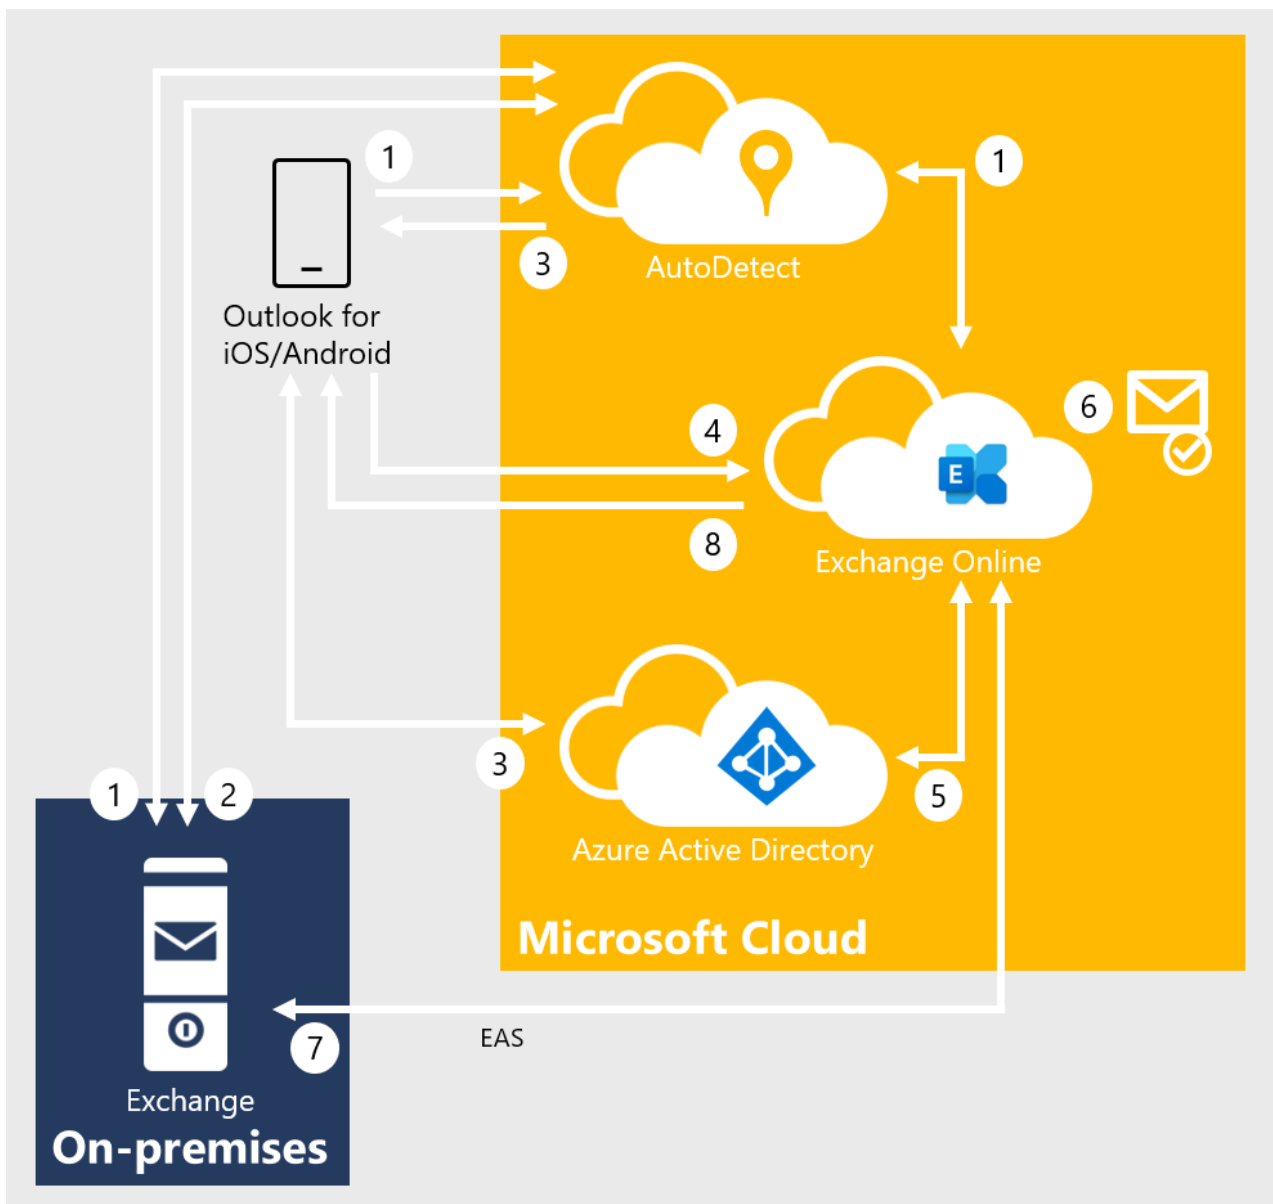 1
1
3
AutoDetect
Outlook for
iOS/Android
6
4
E
8
Exchange Online
3
5
1
2
Azure Active Directory
Microsoft Cloud
7
EAS
Exchange
On-premises